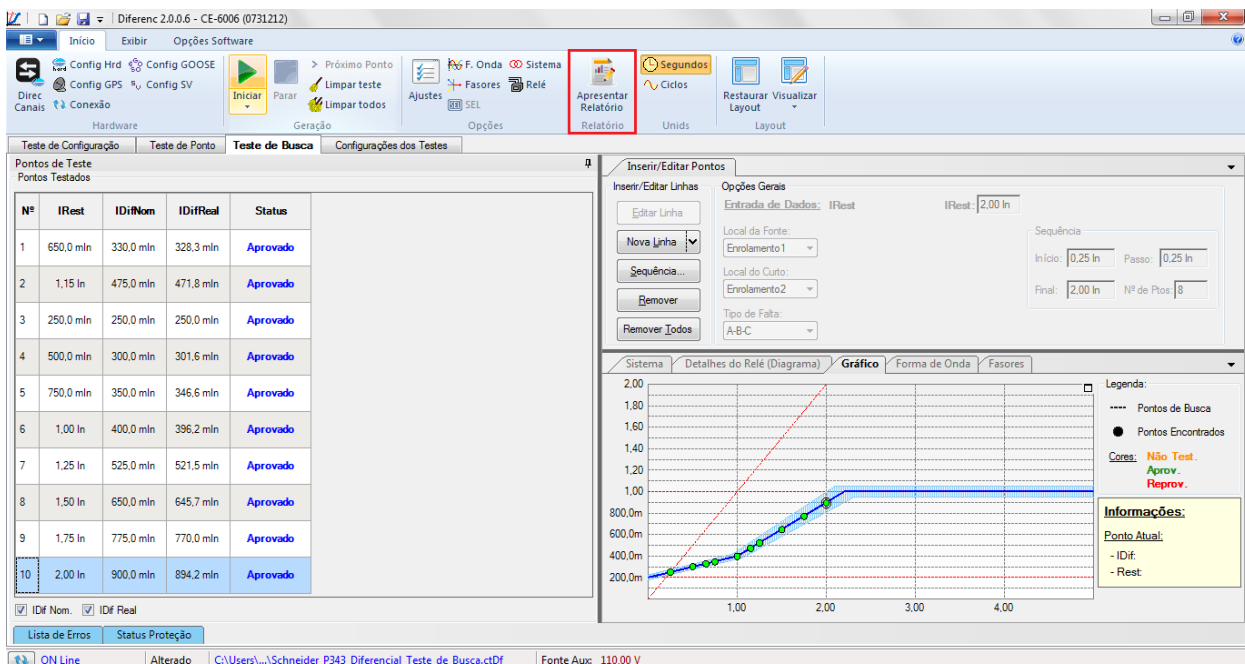 Diferenc 2.0.0.6 - CE-6006 (0731212)
Início Exibir Opções Software
Direc Canais
Config Hrd Config GOOSE
Config GPS Config SV
Conexão
Hardware
Iniciar
Parar
Próximo Ponto
Limpar teste
Limpar todos
Geração
Ajustes
F. Onda Sistema
Fasores Relé
SEL
Opções
Apresentar Relatório
Relatório
Segundos
Ciclos
Unids
Restaurar Layout
Visualizar
Layout
Teste de Configuração Teste de Ponto Teste de Busca Configurações dos Testes
Pontos de Teste
Pontos Testados
Nº IRest IDifNom IDifReal Status
1 650,0 mIn 330,0 mIn 328,3 mIn Aprovado
2 1,15 In 475,0 mIn 471,8 mIn Aprovado
3 250,0 mIn 250,0 mIn 250,0 mIn Aprovado
4 500,0 mIn 300,0 mIn 301,6 mIn Aprovado
5 750,0 mIn 350,0 mIn 346,6 mIn Aprovado
6 1,00 In 400,0 mIn 396,2 mIn Aprovado
7 1,25 In 525,0 mIn 521,5 mIn Aprovado
8 1,50 In 650,0 mIn 645,7 mIn Aprovado
9 1,75 In 775,0 mIn 770,0 mIn Aprovado
10 2,00 In 900,0 mIn 894,2 mIn Aprovado
IDif Nom. IDif Real
Lista de Erros Status Proteção
Inserir/Editar Pontos
Inserir/Editar Linhas
Editar Linha
Nova Linha
Sequência...
Remover
Remover Todos
Opções Gerais
Entrada de Dados: IRest IRest: 2,00 In
Local da Fonte:
Enrolamento1
Local do Curto:
Enrolamento2
Tipo de Falta:
A-B-C
Sequência
Início: 0,25 In Passo: 0,25 In
Final: 2,00 In Nº de Ptos: 8
Sistema Detalhes do Relé (Diagrama) Gráfico Forma de Onda Fasores
2,00
1,80
1,60
1,40
1,20
1,00
800,0m
600,0m
400,0m
200,0m
1,00 2,00 3,00 4,00
Legenda:
Pontos de Busca
Pontos Encontrados
Cores: Não Test.
Aprov.
Reprov.
Informações:
Ponto Atual:
- IDif:
- Rest:
ON Line Alterado C:\Users\...\Schneider_P343_Diferencial_Teste_de_Busca.ctDf Fonte Aux: 110,00 V